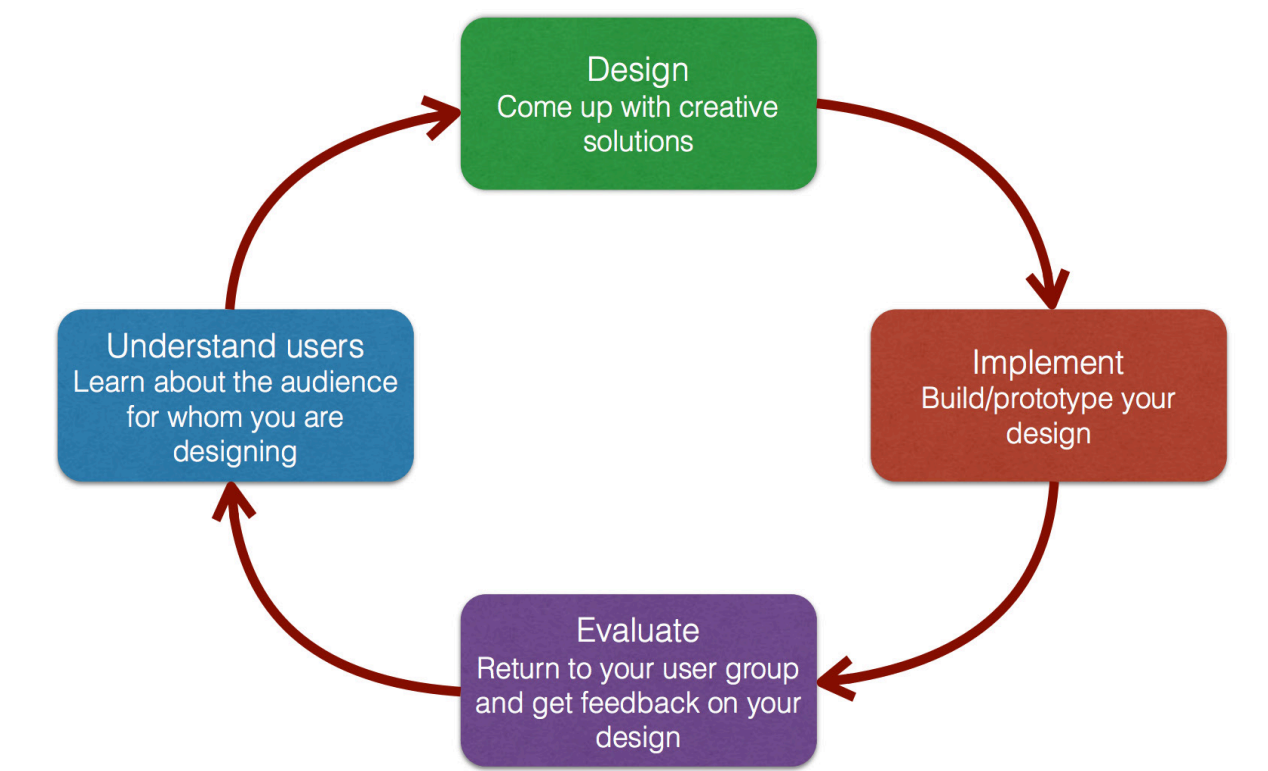 Design
Come up with creative
solutions
Understand users
Learn about the audience
for whom you are
designing
Implement
Build/prototype your
design
Evaluate
Return to your user group
and get feedback on your
design